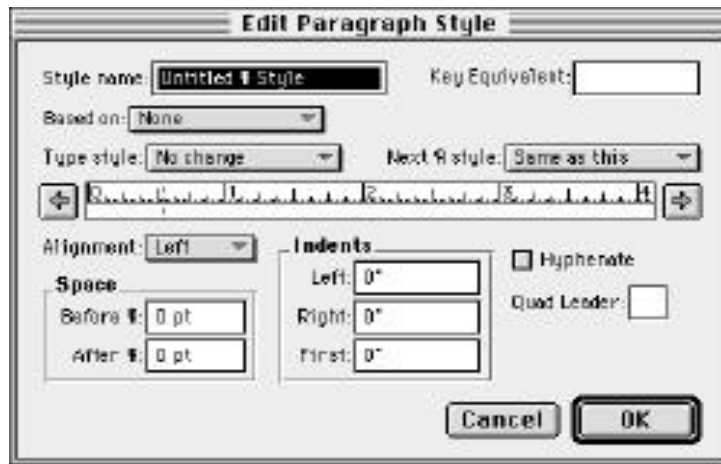 Edit Paragraph Style
Style name: Untitled ¶ Style Key Equivalent:
Based on: None
Type style: No change Next ¶ style: Same as this
0 1 2 3 4
Alignment: Left Indents Hyphenate
Left: 0"
Space Quad Leader:
Before ¶: 0 pt Right: 0"
After ¶: 0 pt First: 0"
Cancel OK